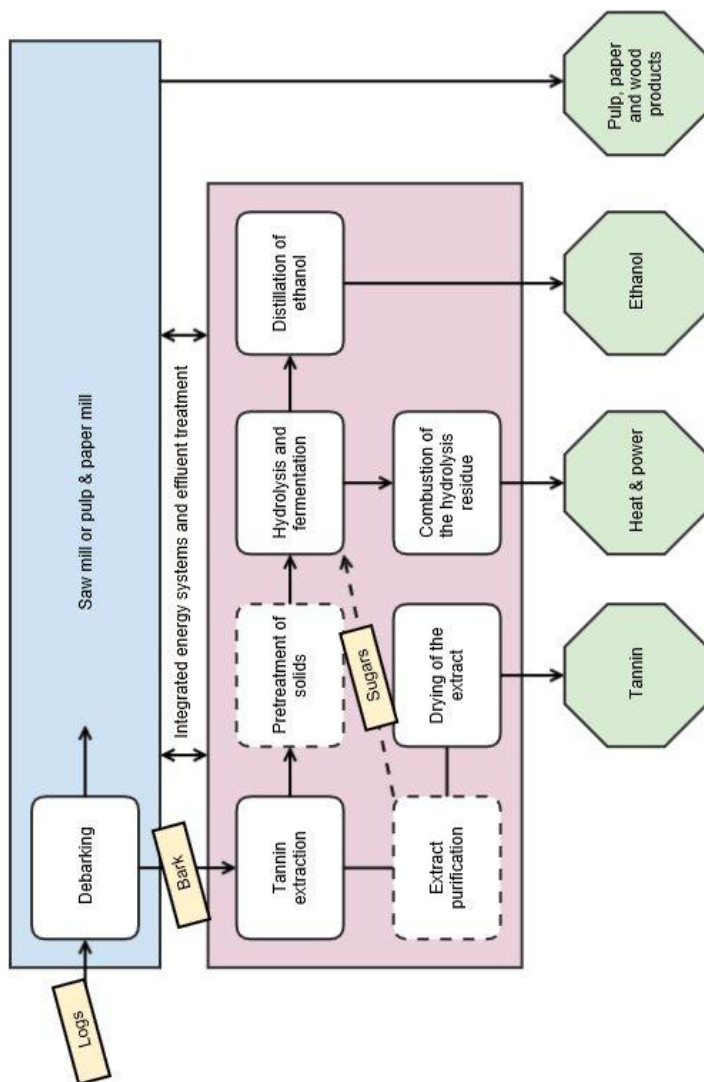 Logs
Debarking
Saw mill or pulp & paper mill
Bark
Integrated energy systems and effluent treatment
Tannin
extraction
Pretreatment of
solids
Hydrolysis and
fermentation
Distillation of
ethanol
Sugars
Extract
purification
Drying of the
extract
Combustion of
the hydrolysis
residue
Tannin
Heat & power
Ethanol
Pulp, paper
and wood
products